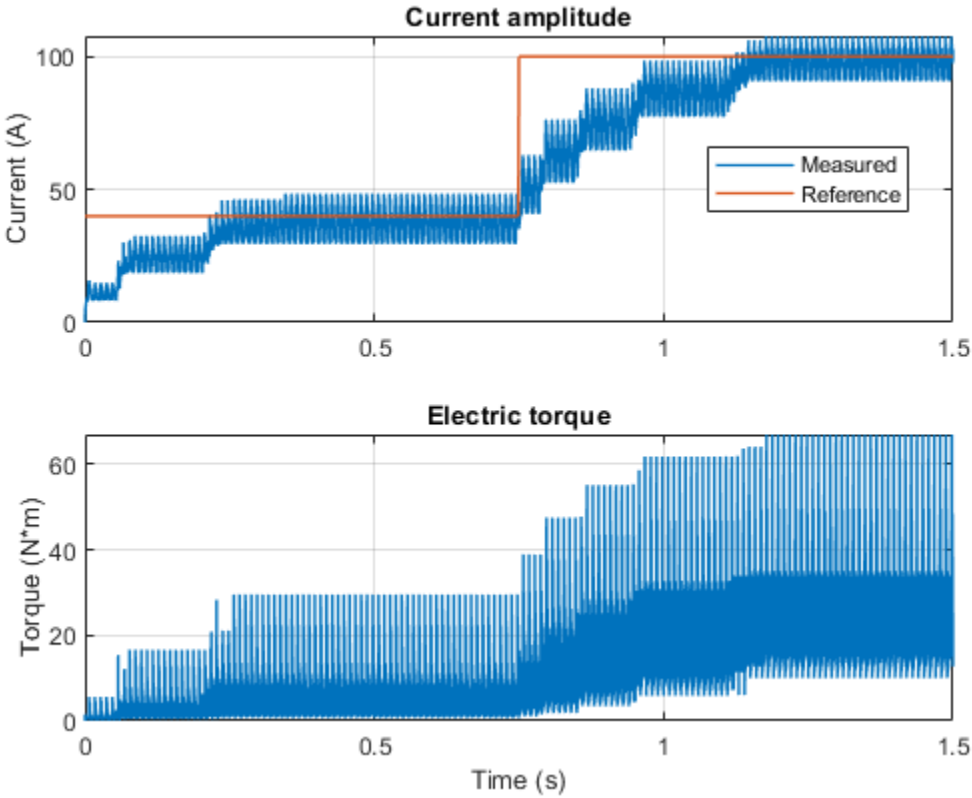 Current amplitude
Current (A)
100
50
0
Measured
Reference
0
0.5
1
1.5
Electric torque
Torque (N*m)
60
40
20
0
0
0.5
1
1.5
Time (s)